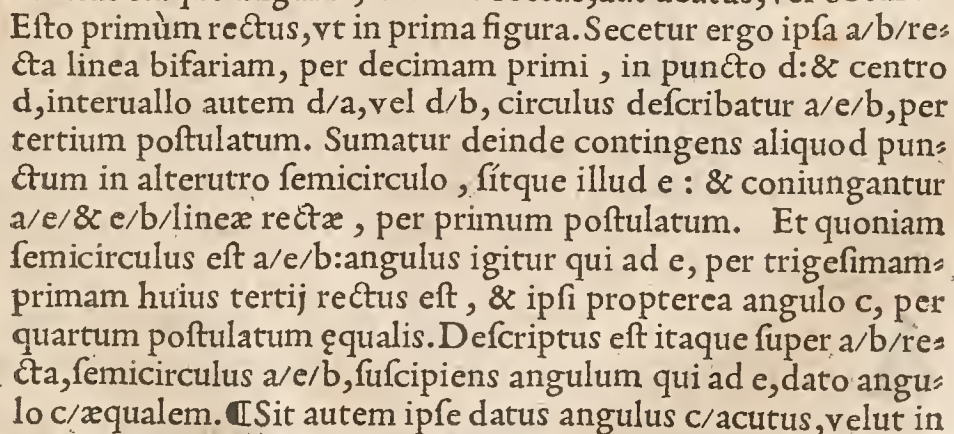 Eſto primùm rectus,vt in prima figura.Secetur ergo ipſa a/b/re⸗
cta linea bifariam, per decimam primi , in puncto d:& centro
d,interuallo autem d/a,vel d/b, circulus deſcribatur a/e/b,per
tertium poſtulatum. Sumatur deinde contingens aliquod pun⸗
ctum in alterutro ſemicirculo , ſítque illud e : & coniungantur
a/e/& e/b/lineæ rectæ , per primum poſtulatum. Et quoniam
ſemicirculus eſt a/e/b:angulus igitur qui ad e, per trigeſimam⸗
primam huius tertij rectus eſt , & ipſi propterea angulo c, per
quartum poſtulatum ęqualis.Deſcriptus eſt itaque ſuper a/b/re⸗
cta,ſemicirculus a/e/b,ſuſcipiens angulum qui ad e,dato angu⸗
lo c/æqualem.¶Sit autem ipſe datus angulus c/acutus,velut in